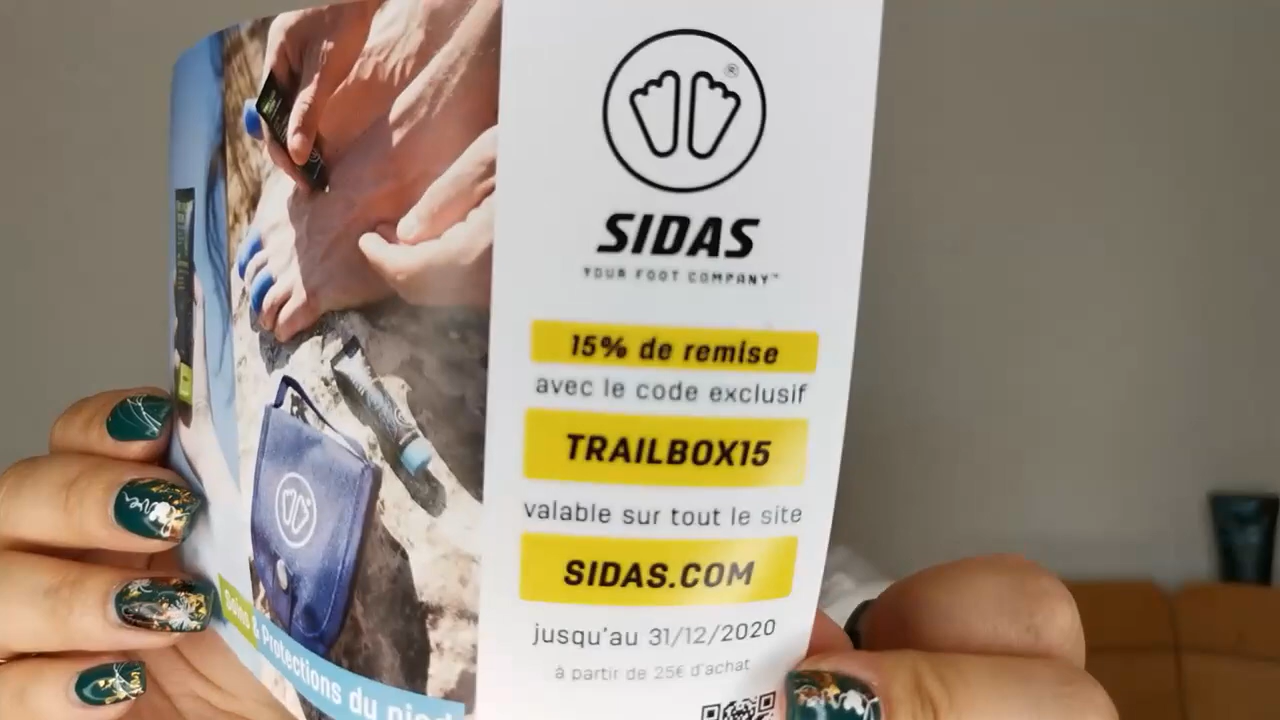 Soins & Protections du pied
®
SIDAS
YOUR FOOT COMPANY™
15% de remise
avec le code exclusif
TRAILBOX15
valable sur tout le site
SIDAS.COM
jusqu'au 31/12/2020
à partir de 25€ d'achat